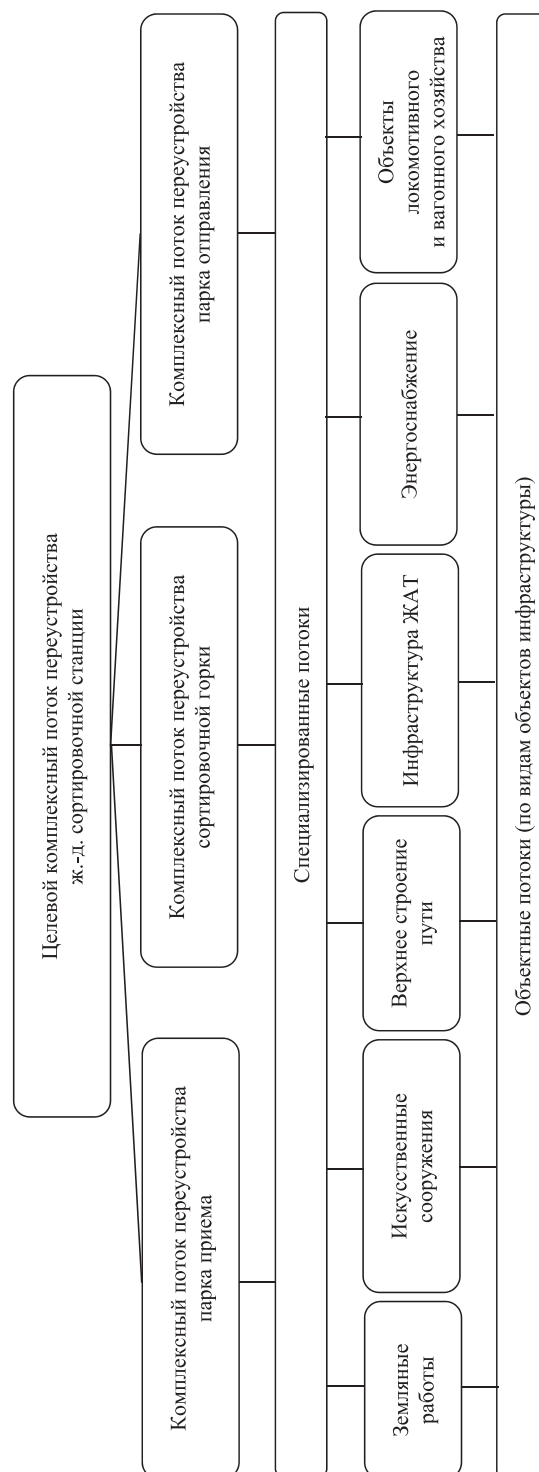 Целевой комплексный поток переустройства
ж.-д. сортировочной станции
Комплексный поток переустройства
парка приема
Комплексный поток переустройства
сортировочной горки
Комплексный поток переустройства
парка отправления
Специализированные потоки
Земляные
работы
Искусственные
сооружения
Верхнее строение
пути
Инфраструктура ЖАТ
Энергоснабжение
Объекты
локомотивного
и вагонного хозяйства
Объектные потоки (по видам объектов инфраструктуры)